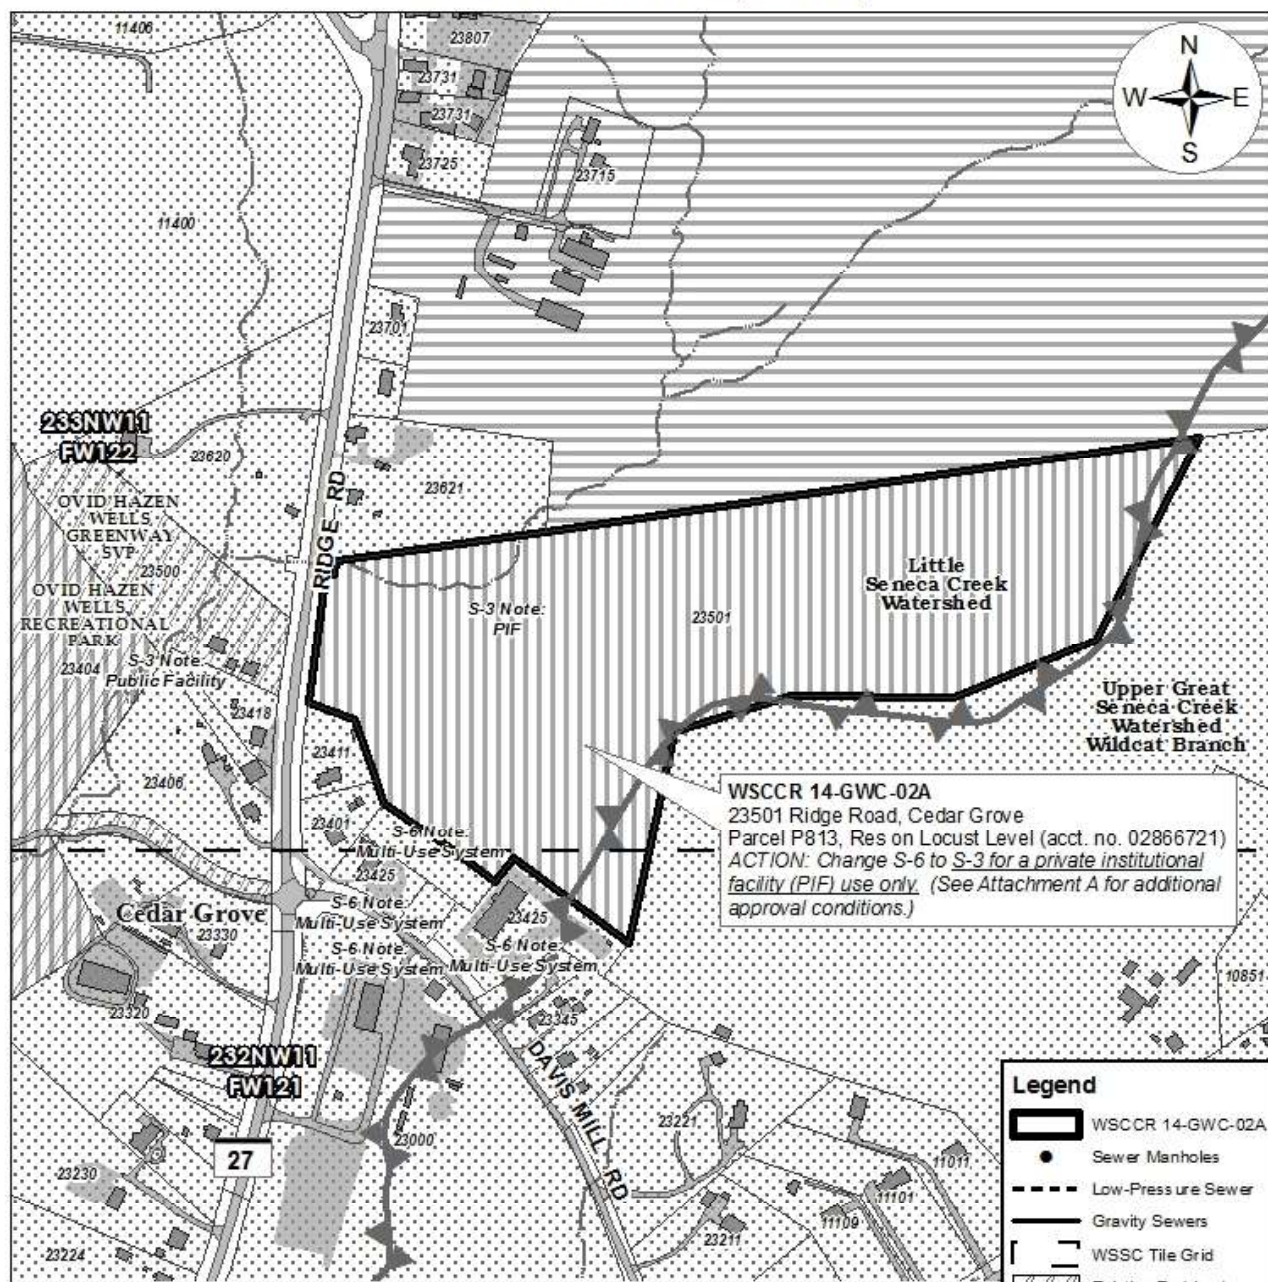 11406
23807
23731
23731
23725
23715
N
W
E
S
11400
23701
233NW11
FW122
23620
23621
RIDGE RD
OVID HAZEN
WELLS
GREENWAY
SVP
23500
OVID HAZEN
WELLS
RECREATIONAL
PARK
23404
S-3 Note:
Public Facility
S-3 Note:
PIF
23501
Little
Seneca Creek
Watershed
Upper Great
Seneca Creek
Watershed
Wildcat Branch
23418
23411
23406
23401
S-6 Note:
Multi-Use System
23425
WSCCR 14-GWC-02A
23501 Ridge Road, Cedar Grove
Parcel P813, Res on Locust Level (acct. no. 02866721)
ACTION: Change S-6 to S-3 for a private institutional
facility (PIF) use only. (See Attachment A for additional
approval conditions.)
Cedar Grove
23330
S-6 Note:
Multi-Use System
23425
S-6 Note:
Multi-Use System
S-6 Note:
Multi-Use System
10851
23320
23345
232NW11
FW121
DAVIS MILL RD
23000
23221
27
23230
11011
11101
11109
23211
23224
Legend
WSCCR 14-GWC-02A
Sewer Manholes
Low-Pressure Sewer
Gravity Sewers
WSSC Tile Grid